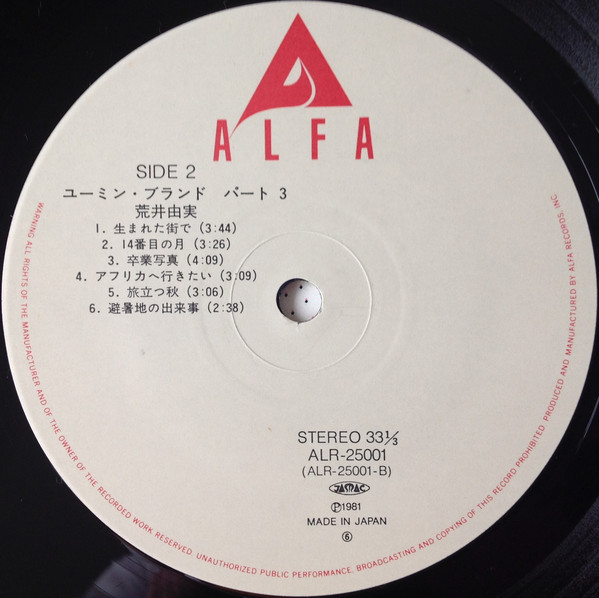 ALFA
SIDE 2
ユーミン・ブランド パート 3
荒井由実
1. 生まれた街で (3:44)
2. 14番目の月 (3:26)
3. 卒業写真 (4:09)
4. アフリカへ行きたい (3:09)
5. 旅立つ秋 (3:06)
6. 避暑地の出来事 (2:38)
STEREO 33⅓
ALR-25001
(ALR-25001-B)
JASRAC
Ⓟ1981
MADE IN JAPAN
⑥
WARNING: ALL RIGHTS OF THE MANUFACTURER AND OF THE OWNER OF THE RECORDED WORK RESERVED. UNAUTHORIZED PUBLIC PERFORMANCE, BROADCASTING AND COPYING OF THIS RECORD PROHIBITED. PRODUCED AND MANUFACTURED BY ALFA RECORDS, INC.